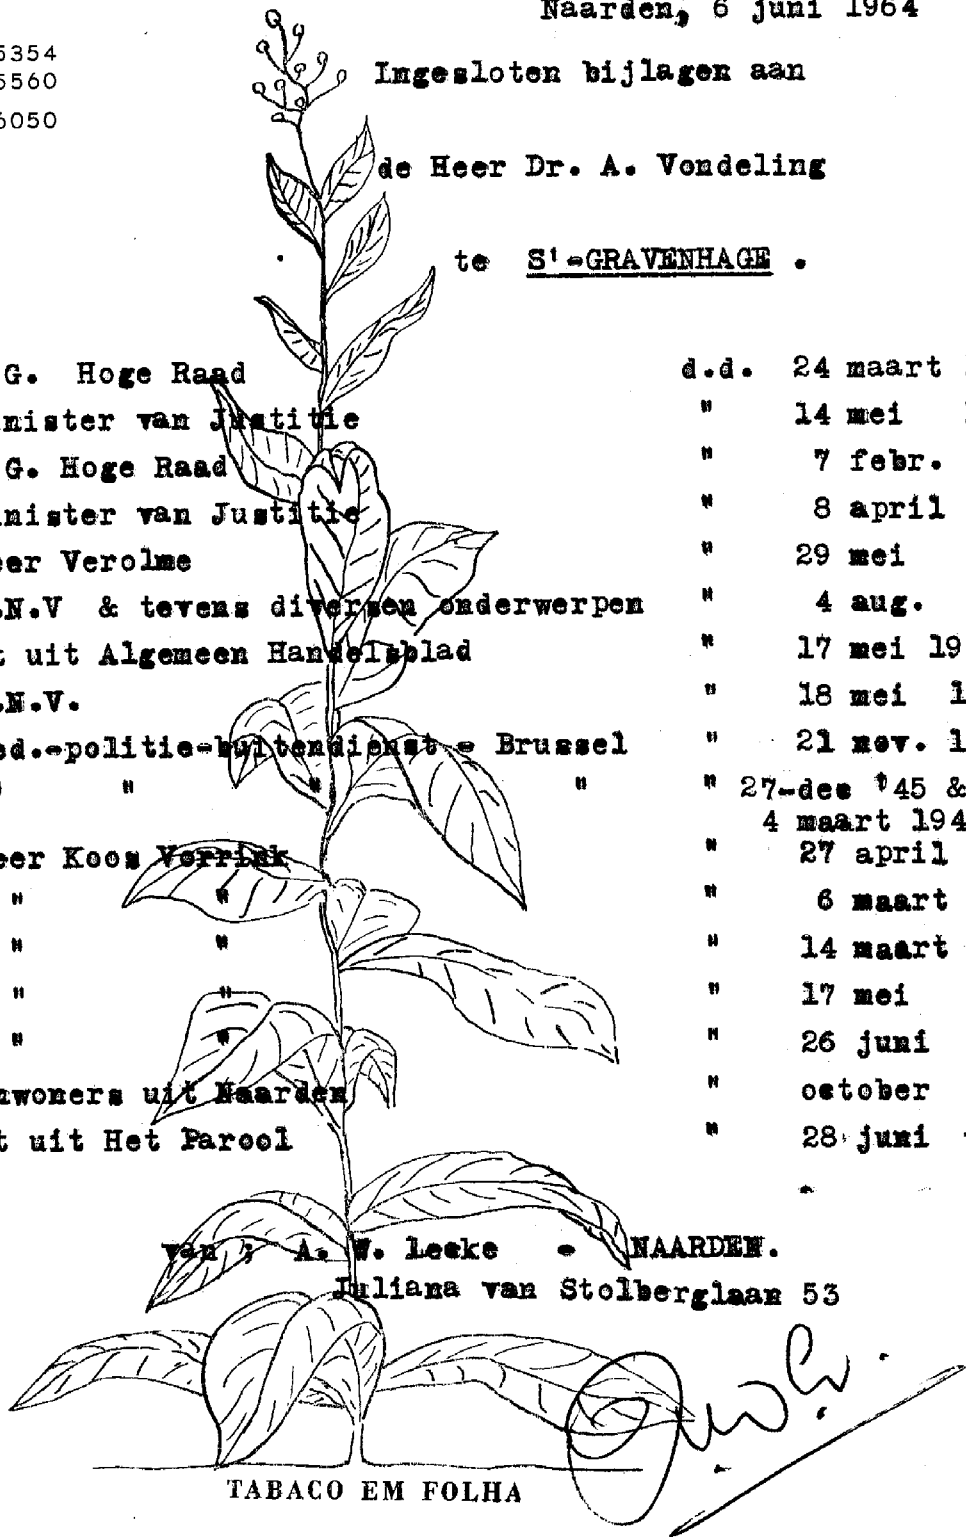 Naarden, 6 juni 1964
5354
5560
6050
Ingesloten bijlagen aan
de Heer Dr. A. Vondeling
te S'-GRAVENHAGE .
G. Hoge Raad d.d. 24 maart
nister van Justitie " 14 mei
G. Hoge Raad " 7 febr.
nister van Justitie " 8 april
eer Verolme " 29 mei
.N.V & tevens diversen onderwerpen " 4 aug.
t uit Algemeen Handelsblad " 17 mei 19
.N.V. " 18 mei 1
ed.-politie-buitendienst - Brussel " 21 nov. 1
" " " " 27-dec '45 &
4 maart 194
eer Koos Vorrink " 27 april
" " " 6 maart
" " " 14 maart
" " " 17 mei
" " " 26 juni
nwoners uit Naarden " october
t uit Het Parool " 28 juni
van ; A. W. Leeke - NAARDEN.
Juliana van Stolberglaan 53
TABACO EM FOLHA